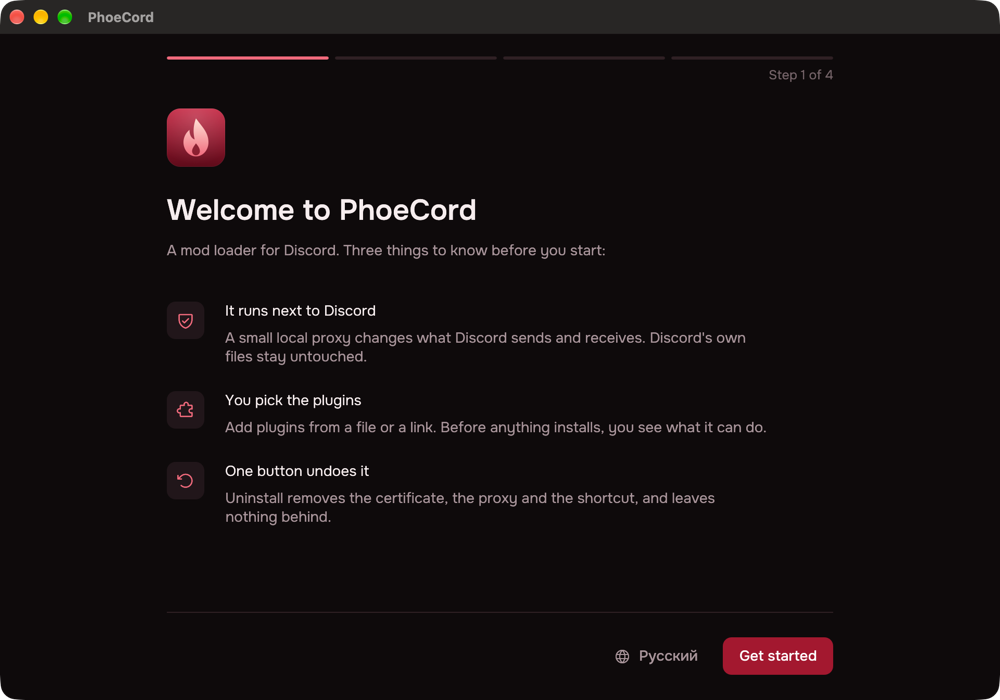 PhoeCord
Step 1 of 4
Welcome to PhoeCord
A mod loader for Discord. Three things to know before you start:
It runs next to Discord
A small local proxy changes what Discord sends and receives. Discord's own
files stay untouched.
You pick the plugins
Add plugins from a file or a link. Before anything installs, you see what it can do.
One button undoes it
Uninstall removes the certificate, the proxy and the shortcut, and leaves
nothing behind.
Русский
Get started